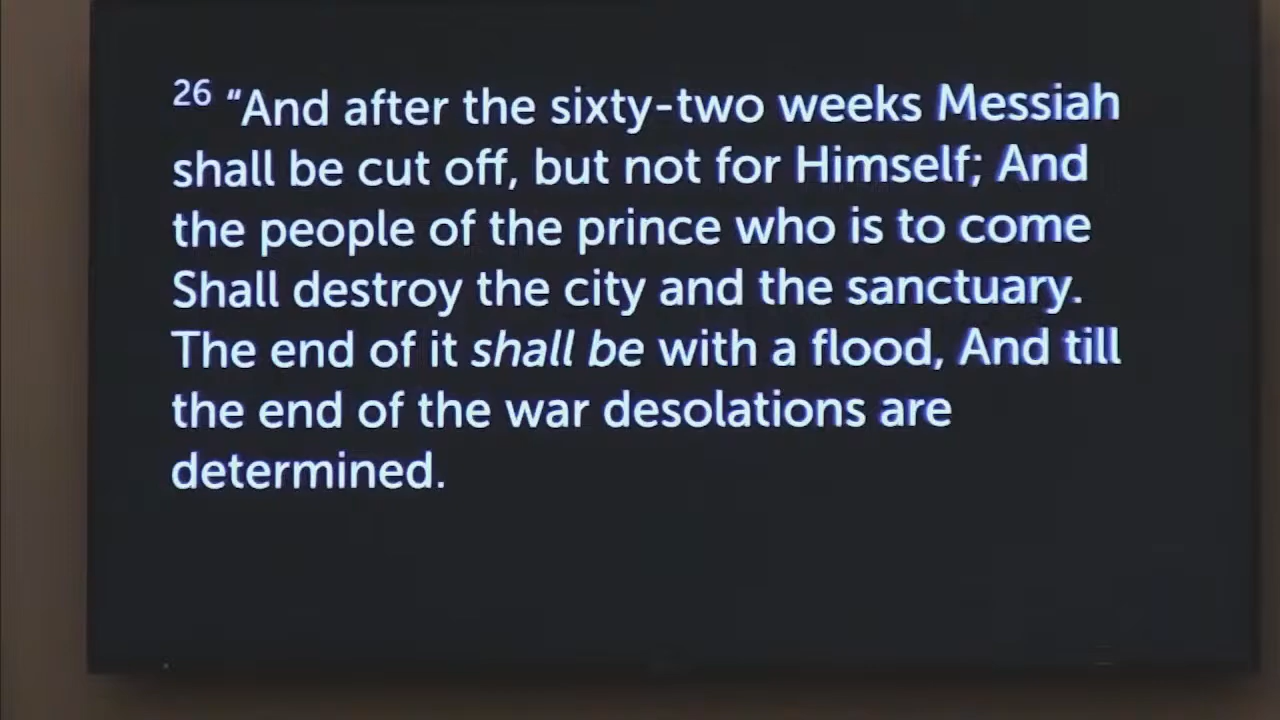 26 “And after the sixty-two weeks Messiah
shall be cut off, but not for Himself; And
the people of the prince who is to come
Shall destroy the city and the sanctuary.
The end of it shall be with a flood, And till
the end of the war desolations are
determined.